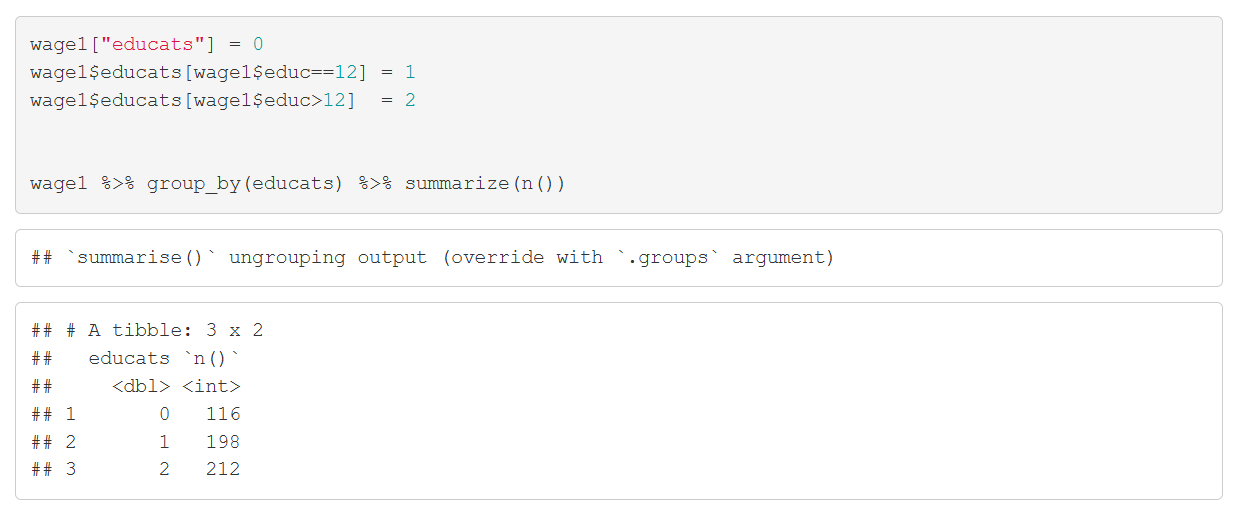 wage1["educats"] = 0
wage1$educats[wage1$educ==12] = 1
wage1$educats[wage1$educ>12]  = 2
wage1 %>% group_by(educats) %>% summarize(n())
## `summarise()` ungrouping output (override with `.groups` argument)
## # A tibble: 3 x 2
##   educats `n()`
##     <dbl> <int>
## 1       0   116
## 2       1   198
## 3       2   212